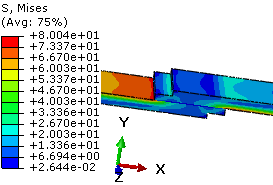 S, Mises
(Avg: 75%)
+8.004e+01
+7.337e+01
+6.670e+01
+6.004e+01
+5.337e+01
+4.670e+01
+4.003e+01
+3.336e+01
+2.670e+01
+2.003e+01
+1.336e+01
+6.694e+00
+2.644e-02
Y
X
Z